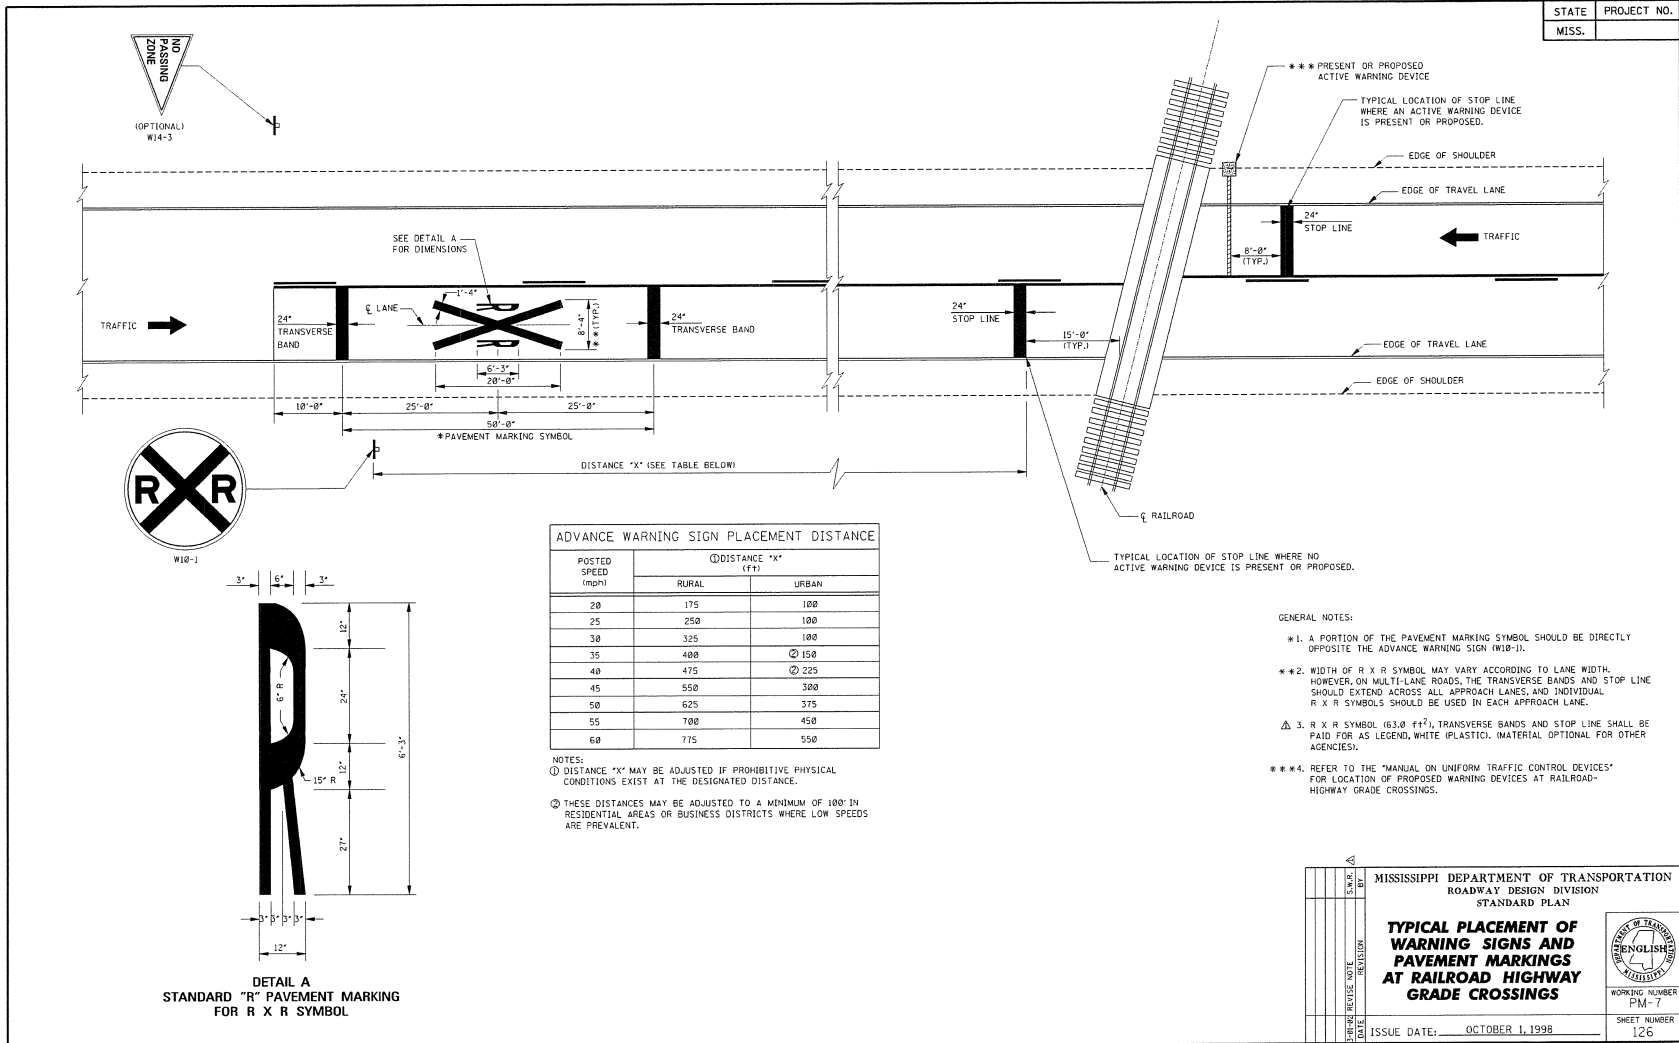 STATE PROJECT NO.
MISS.
NO
PASSING
ZONE
(OPTIONAL)
W14-3
* * * PRESENT OR PROPOSED
ACTIVE WARNING DEVICE
TYPICAL LOCATION OF STOP LINE
WHERE AN ACTIVE WARNING DEVICE
IS PRESENT OR PROPOSED.
EDGE OF SHOULDER
EDGE OF TRAVEL LANE
24"
STOP LINE
TRAFFIC
8'-0"
(TYP.)
SEE DETAIL A
FOR DIMENSIONS
1'-4"
℄ LANE
R
R
8'-4"
* * (TYP.)
TRAFFIC
24"
TRANSVERSE
BAND
24"
TRANSVERSE BAND
24"
STOP LINE
15'-0"
(TYP.)
EDGE OF TRAVEL LANE
EDGE OF SHOULDER
6'-3"
20'-0"
10'-0"
25'-0"
25'-0"
50'-0"
*PAVEMENT MARKING SYMBOL
DISTANCE "X" (SEE TABLE BELOW)
R R
W10-1
℄ RAILROAD
TYPICAL LOCATION OF STOP LINE WHERE NO
ACTIVE WARNING DEVICE IS PRESENT OR PROPOSED.
ADVANCE WARNING SIGN PLACEMENT DISTANCE
POSTED
SPEED
(mph)
① DISTANCE "X"
(ft)
RURAL URBAN
20 175 100
25 250 100
30 325 100
35 400 ② 150
40 475 ② 225
45 550 300
50 625 375
55 700 450
60 775 550
NOTES:
① DISTANCE "X" MAY BE ADJUSTED IF PROHIBITIVE PHYSICAL
CONDITIONS EXIST AT THE DESIGNATED DISTANCE.
② THESE DISTANCES MAY BE ADJUSTED TO A MINIMUM OF 100' IN
RESIDENTIAL AREAS OR BUSINESS DISTRICTS WHERE LOW SPEEDS
ARE PREVALENT.
3" 6" 3"
12"
6" R
24"
6'-3"
12"
15" R
27"
3" 3" 3" 3"
12"
DETAIL A
STANDARD "R" PAVEMENT MARKING
FOR R X R SYMBOL
GENERAL NOTES:
* 1. A PORTION OF THE PAVEMENT MARKING SYMBOL SHOULD BE DIRECTLY
OPPOSITE THE ADVANCE WARNING SIGN (W10-1).
* * 2. WIDTH OF R X R SYMBOL MAY VARY ACCORDING TO LANE WIDTH.
HOWEVER, ON MULTI-LANE ROADS, THE TRANSVERSE BANDS AND STOP LINE
SHOULD EXTEND ACROSS ALL APPROACH LANES, AND INDIVIDUAL
R X R SYMBOLS SHOULD BE USED IN EACH APPROACH LANE.
3. R X R SYMBOL (63.0 ft²), TRANSVERSE BANDS AND STOP LINE SHALL BE
PAID FOR AS LEGEND, WHITE (PLASTIC). (MATERIAL OPTIONAL FOR OTHER
AGENCIES).
* * * 4. REFER TO THE "MANUAL ON UNIFORM TRAFFIC CONTROL DEVICES"
FOR LOCATION OF PROPOSED WARNING DEVICES AT RAILROAD-
HIGHWAY GRADE CROSSINGS.
S.W.R.
BY
REVISE NOTE
REVISION
DATE
MISSISSIPPI DEPARTMENT OF TRANSPORTATION
ROADWAY DESIGN DIVISION
STANDARD PLAN
TYPICAL PLACEMENT OF
WARNING SIGNS AND
PAVEMENT MARKINGS
AT RAILROAD HIGHWAY
GRADE CROSSINGS
DEPARTMENT OF TRANSPORTATION
ENGLISH
MISSISSIPPI
WORKING NUMBER
PM-7
SHEET NUMBER
126
ISSUE DATE: OCTOBER 1, 1998